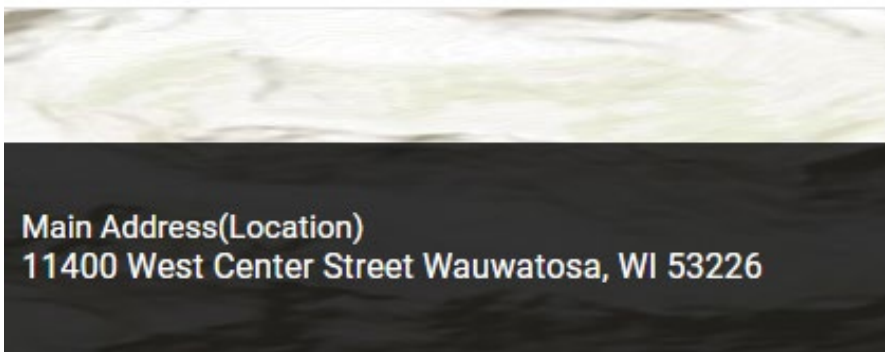 Main Address(Location)
11400 West Center Street Wauwatosa, WI 53226